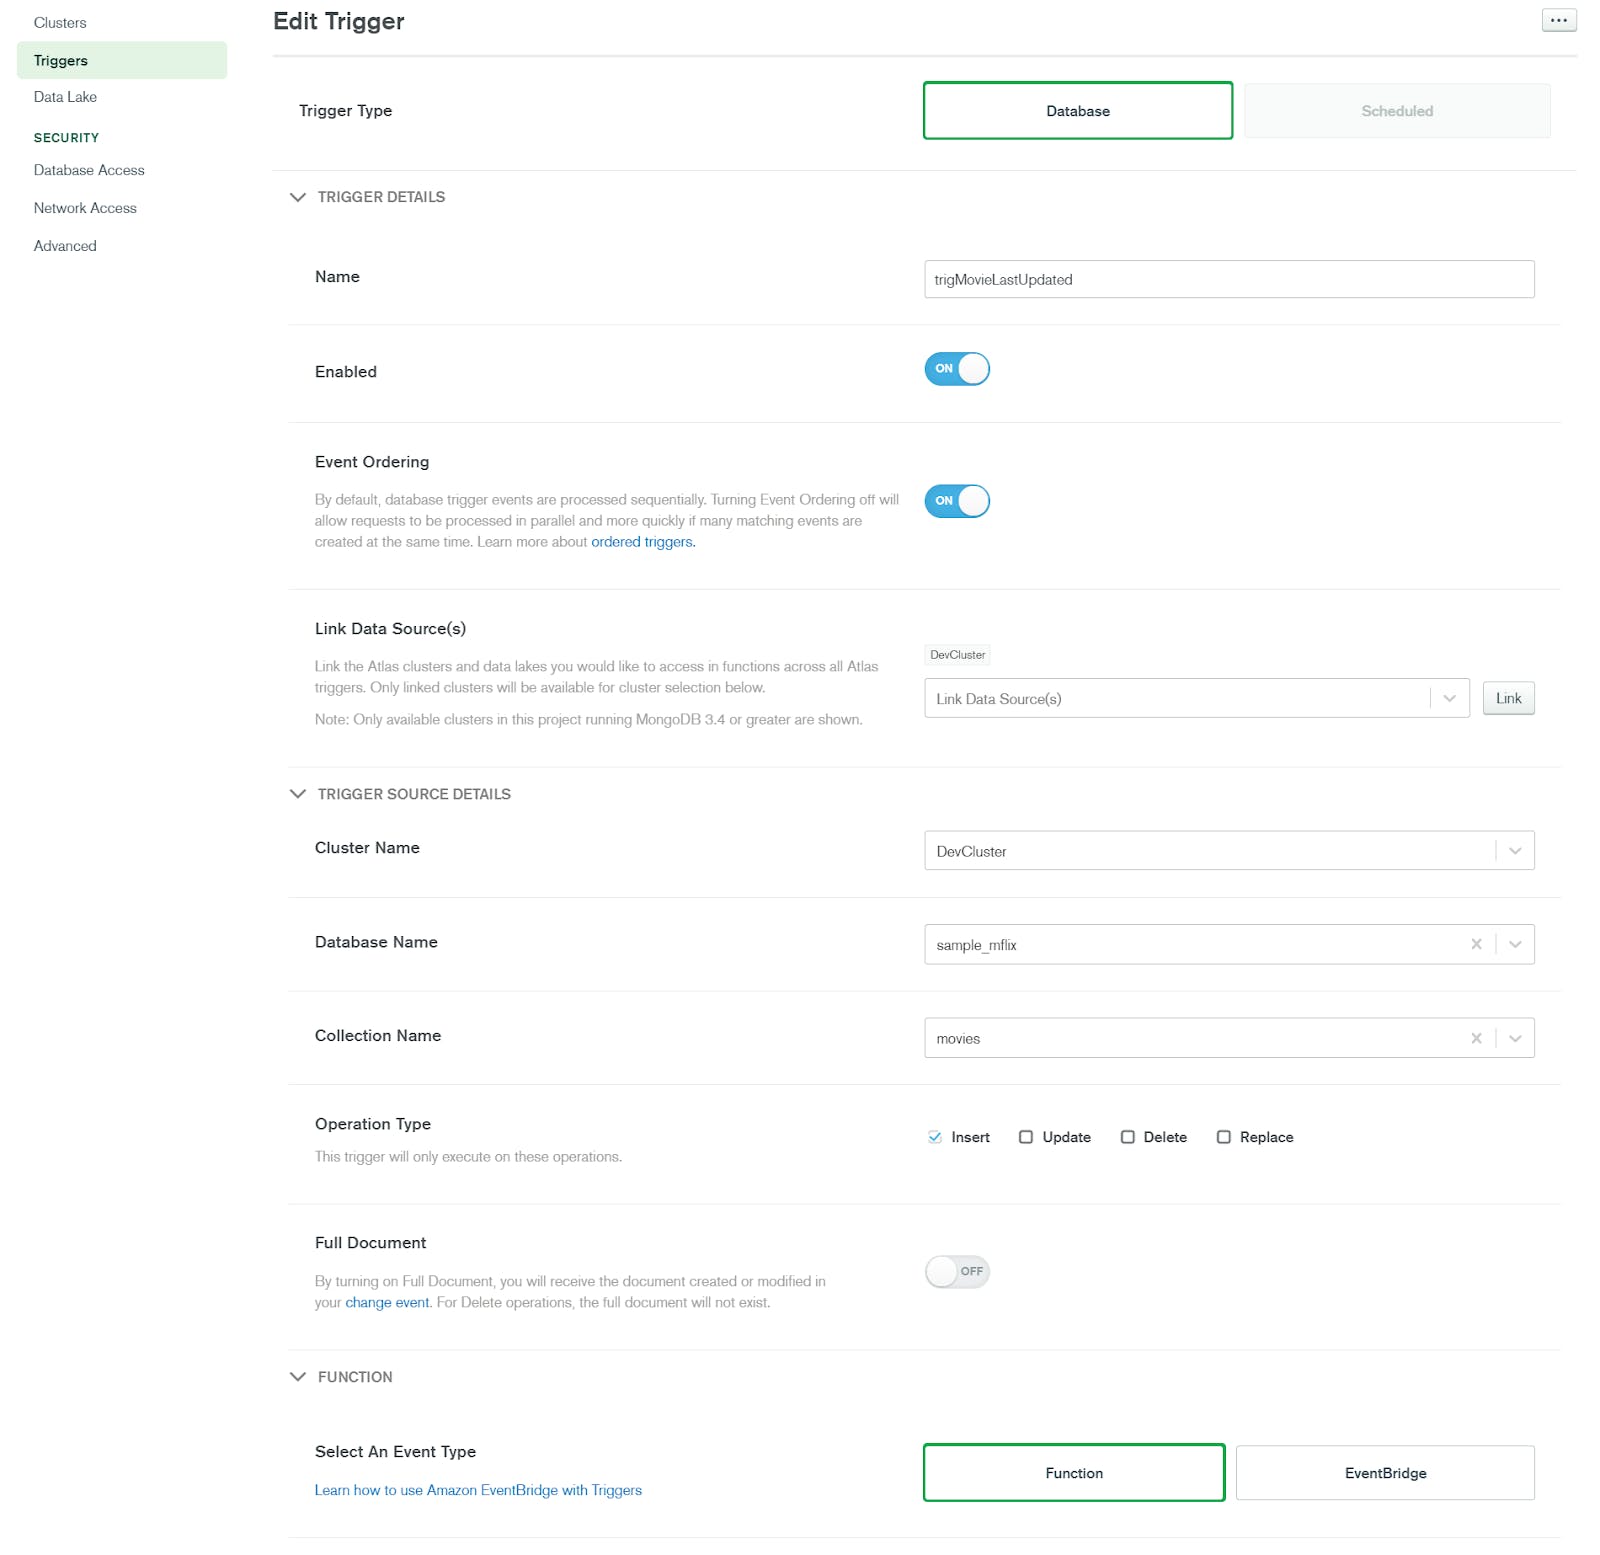 Clusters
Triggers
Data Lake
SECURITY
Database Access
Network Access
Advanced
Edit Trigger
Trigger Type
Database
Scheduled
TRIGGER DETAILS
Name
trigMovieLastUpdated
Enabled
ON
Event Ordering
By default, database trigger events are processed sequentially. Turning Event Ordering off will
allow requests to be processed in parallel and more quickly if many matching events are
created at the same time. Learn more about ordered triggers.
ON
Link Data Source(s)
Link the Atlas clusters and data lakes you would like to access in functions across all Atlas
triggers. Only linked clusters will be available for cluster selection below.
Note: Only available clusters in this project running MongoDB 3.4 or greater are shown.
DevCluster
Link Data Source(s)
Link
TRIGGER SOURCE DETAILS
Cluster Name
DevCluster
Database Name
sample_mflix
Collection Name
movies
Operation Type
This trigger will only execute on these operations.
Insert Update Delete Replace
Full Document
By turning on Full Document, you will receive the document created or modified in
your change event. For Delete operations, the full document will not exist.
OFF
FUNCTION
Select An Event Type
Learn how to use Amazon EventBridge with Triggers
Function
EventBridge